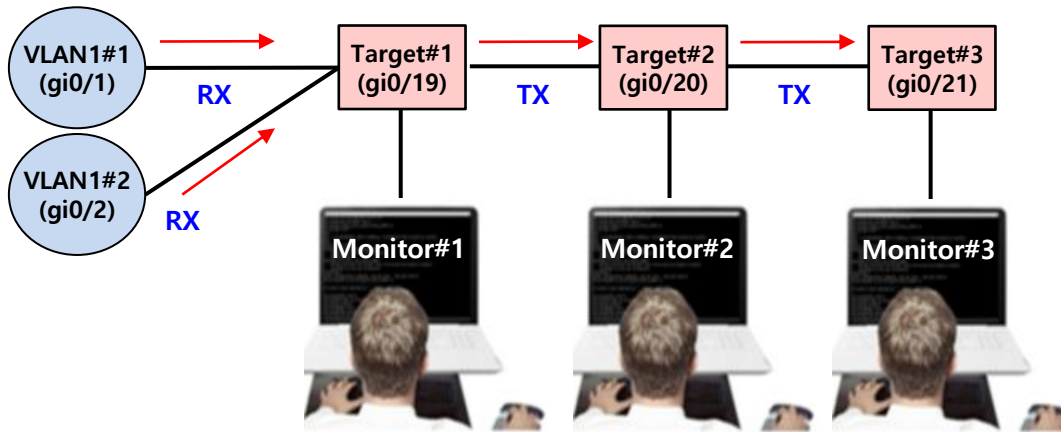 VLAN1#1
(gi0/1)
RX
Target#1
(gi0/19)
TX
Target#2
(gi0/20)
TX
Target#3
(gi0/21)
VLAN1#2
(gi0/2)
RX
Monitor#1
Monitor#2
Monitor#3